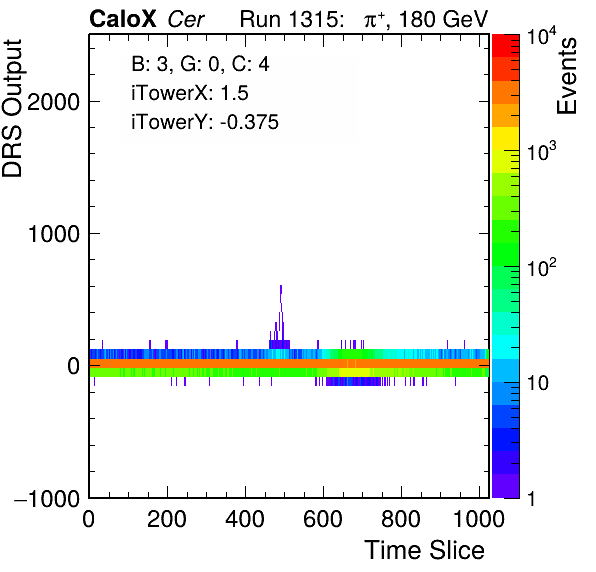 CaloX Cer Run 1315: π⁺, 180 GeV
B: 3, G: 0, C: 4
iTowerX: 1.5
iTowerY: -0.375
DRS Output
2000
1000
0
−1000
0 200 400 600 800 1000
Time Slice
10⁴
10³
10²
10
1
Events